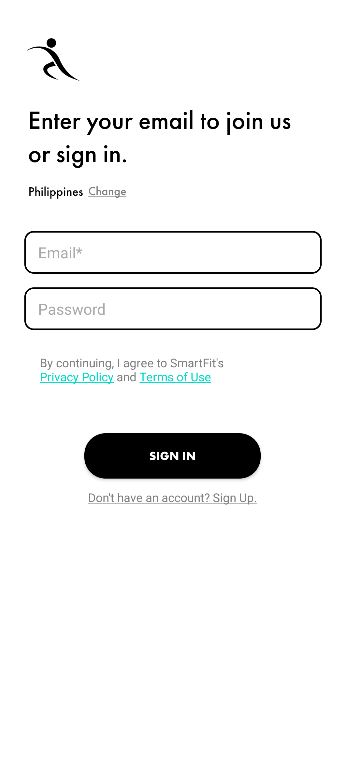 Enter your email to join us
or sign in.
Philippines Change
Email*
Password
By continuing, I agree to SmartFit's
Privacy Policy and Terms of Use
SIGN IN
Don't have an account? Sign Up.